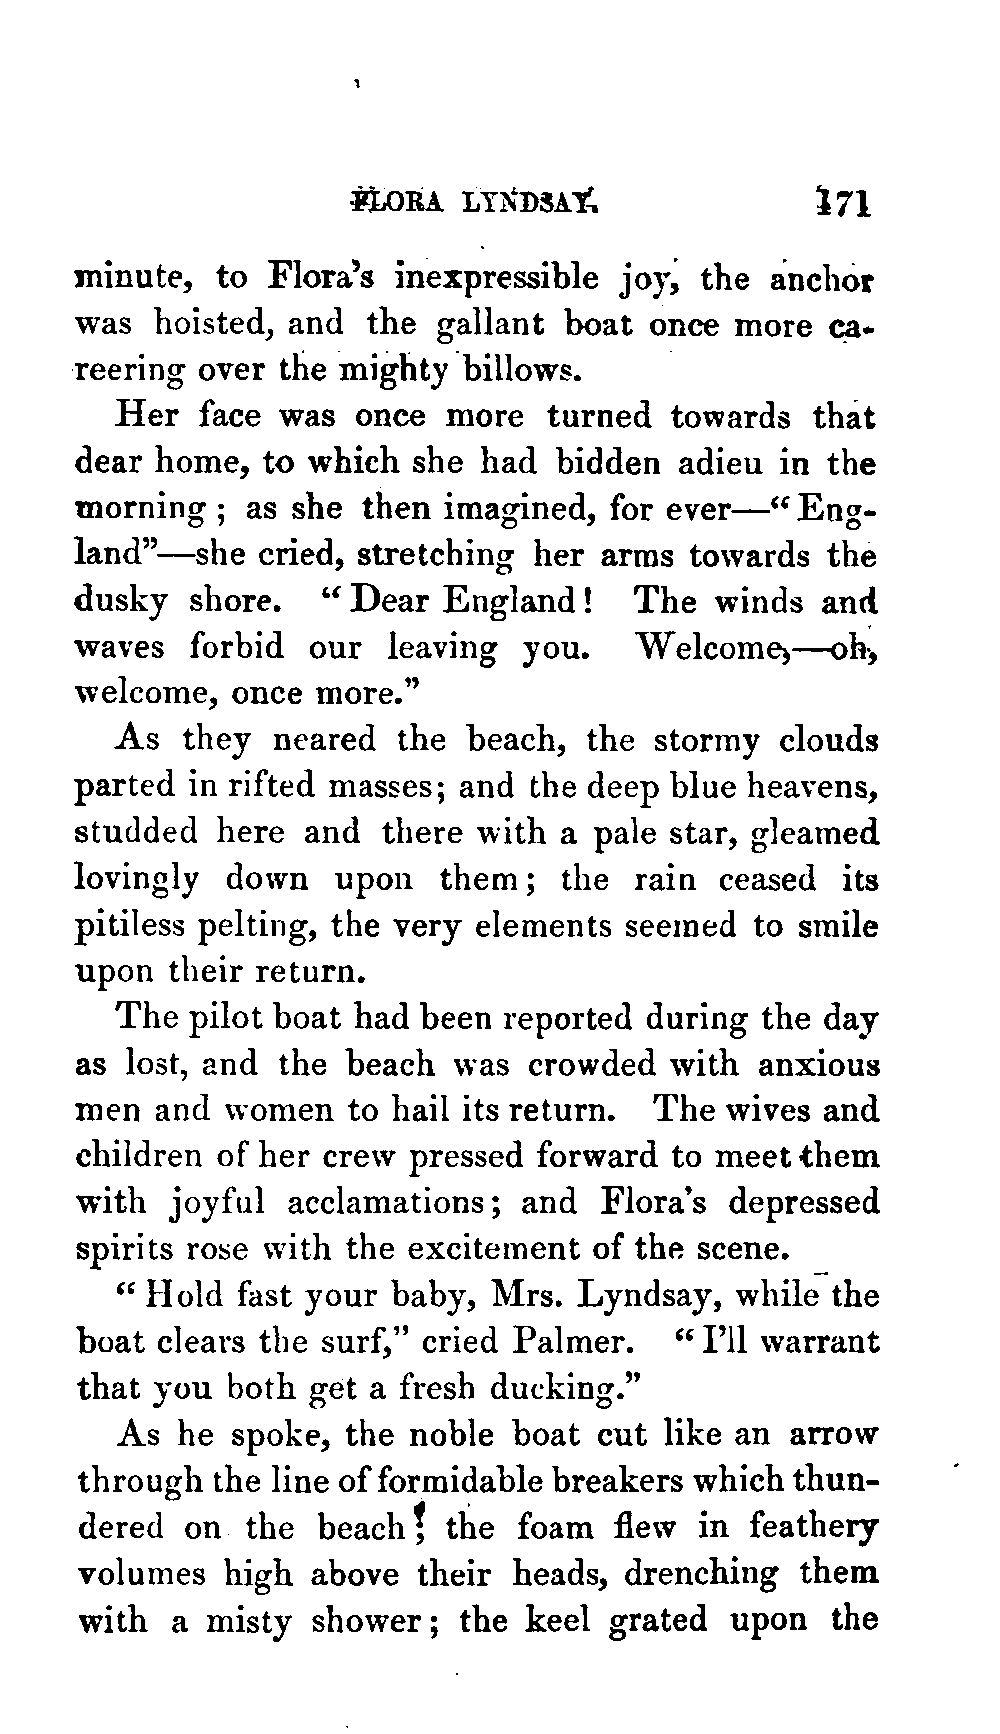 FLORA LYNDSAY. 171
minute, to Flora's inexpressible joy, the anchor
was hoisted, and the gallant boat once more ca-
reering over the mighty billows.
Her face was once more turned towards that
dear home, to which she had bidden adieu in the
morning ; as she then imagined, for ever—“ Eng-
land”—she cried, stretching her arms towards the
dusky shore. “ Dear England ! The winds and
waves forbid our leaving you. Welcome,—oh,
welcome, once more.”
As they neared the beach, the stormy clouds
parted in rifted masses; and the deep blue heavens,
studded here and there with a pale star, gleamed
lovingly down upon them ; the rain ceased its
pitiless pelting, the very elements seemed to smile
upon their return.
The pilot boat had been reported during the day
as lost, and the beach was crowded with anxious
men and women to hail its return. The wives and
children of her crew pressed forward to meet them
with joyful acclamations ; and Flora's depressed
spirits rose with the excitement of the scene.
“ Hold fast your baby, Mrs. Lyndsay, while the
boat clears the surf,” cried Palmer. “ I'll warrant
that you both get a fresh ducking.”
As he spoke, the noble boat cut like an arrow
through the line of formidable breakers which thun-
dered on the beach ; the foam flew in feathery
volumes high above their heads, drenching them
with a misty shower ; the keel grated upon the